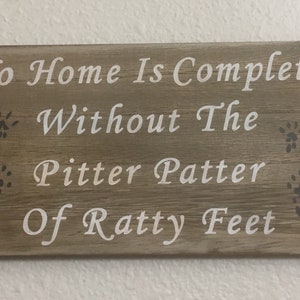 o Home Is Complet
Without The
Pitter Patter
Of Ratty Feet